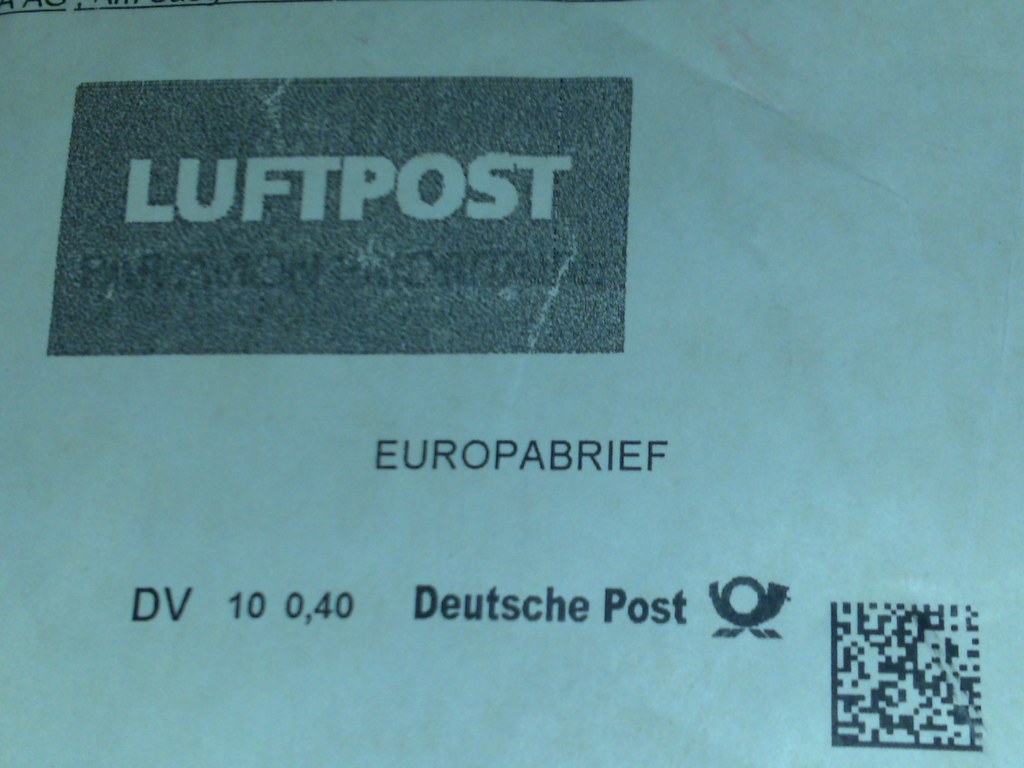 LUFTPOST
EUROPABRIEF
DV 10 0,40 Deutsche Post